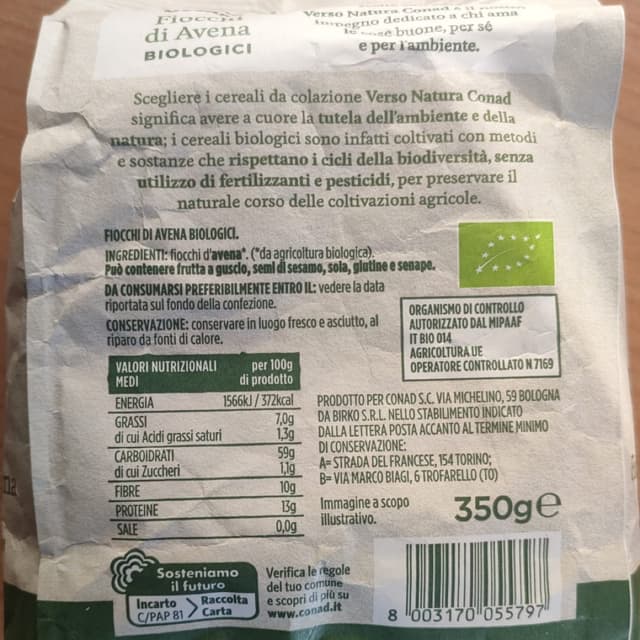 Fiocchi
di Avena
BIOLOGICI
Verso Natura Conad è il
impegno dedicato a chi ama
le cose buone, per sé
e per l'ambiente.
Scegliere i cereali da colazione Verso Natura Conad
significa avere a cuore la tutela dell'ambiente e della
natura; i cereali biologici sono infatti coltivati con metodi
e sostanze che rispettano i cicli della biodiversità, senza
utilizzo di fertilizzanti e pesticidi, per preservare il
naturale corso delle coltivazioni agricole.
FIOCCHI DI AVENA BIOLOGICI.
INGREDIENTI: fiocchi d'avena*. (*da agricoltura biologica).
Può contenere frutta a guscio, semi di sesamo, soia, glutine e senape.
DA CONSUMARSI PREFERIBILMENTE ENTRO IL: vedere la data
riportata sul fondo della confezione.
CONSERVAZIONE: conservare in luogo fresco e asciutto, al
riparo da fonti di calore.
ORGANISMO DI CONTROLLO
AUTORIZZATO DAL MIPAAF
IT BIO 014
AGRICOLTURA UE
OPERATORE CONTROLLATO N 7169
VALORI NUTRIZIONALI MEDI per 100g di prodotto
ENERGIA 1566kJ / 372kcal
GRASSI 7,0g
di cui Acidi grassi saturi 1,3g
CARBOIDRATI 59g
di cui Zuccheri 1,1g
FIBRE 10g
PROTEINE 13g
SALE 0,0g
PRODOTTO PER CONAD S.C. VIA MICHELINO, 59 BOLOGNA
DA BIRKO S.R.L. NELLO STABILIMENTO INDICATO
DALLA LETTERA POSTA ACCANTO AL TERMINE MINIMO
DI CONSERVAZIONE:
A= STRADA DEL FRANCESE, 154 TORINO;
B= VIA MARCO BIAGI, 6 TROFARELLO (TO)
Immagine a scopo
illustrativo.
350g e
Sosteniamo
il futuro
Incarto
C/PAP 81
Raccolta
Carta
Verifica le regole
del tuo comune
e scopri di più su
www.conad.it
8 003170 055797